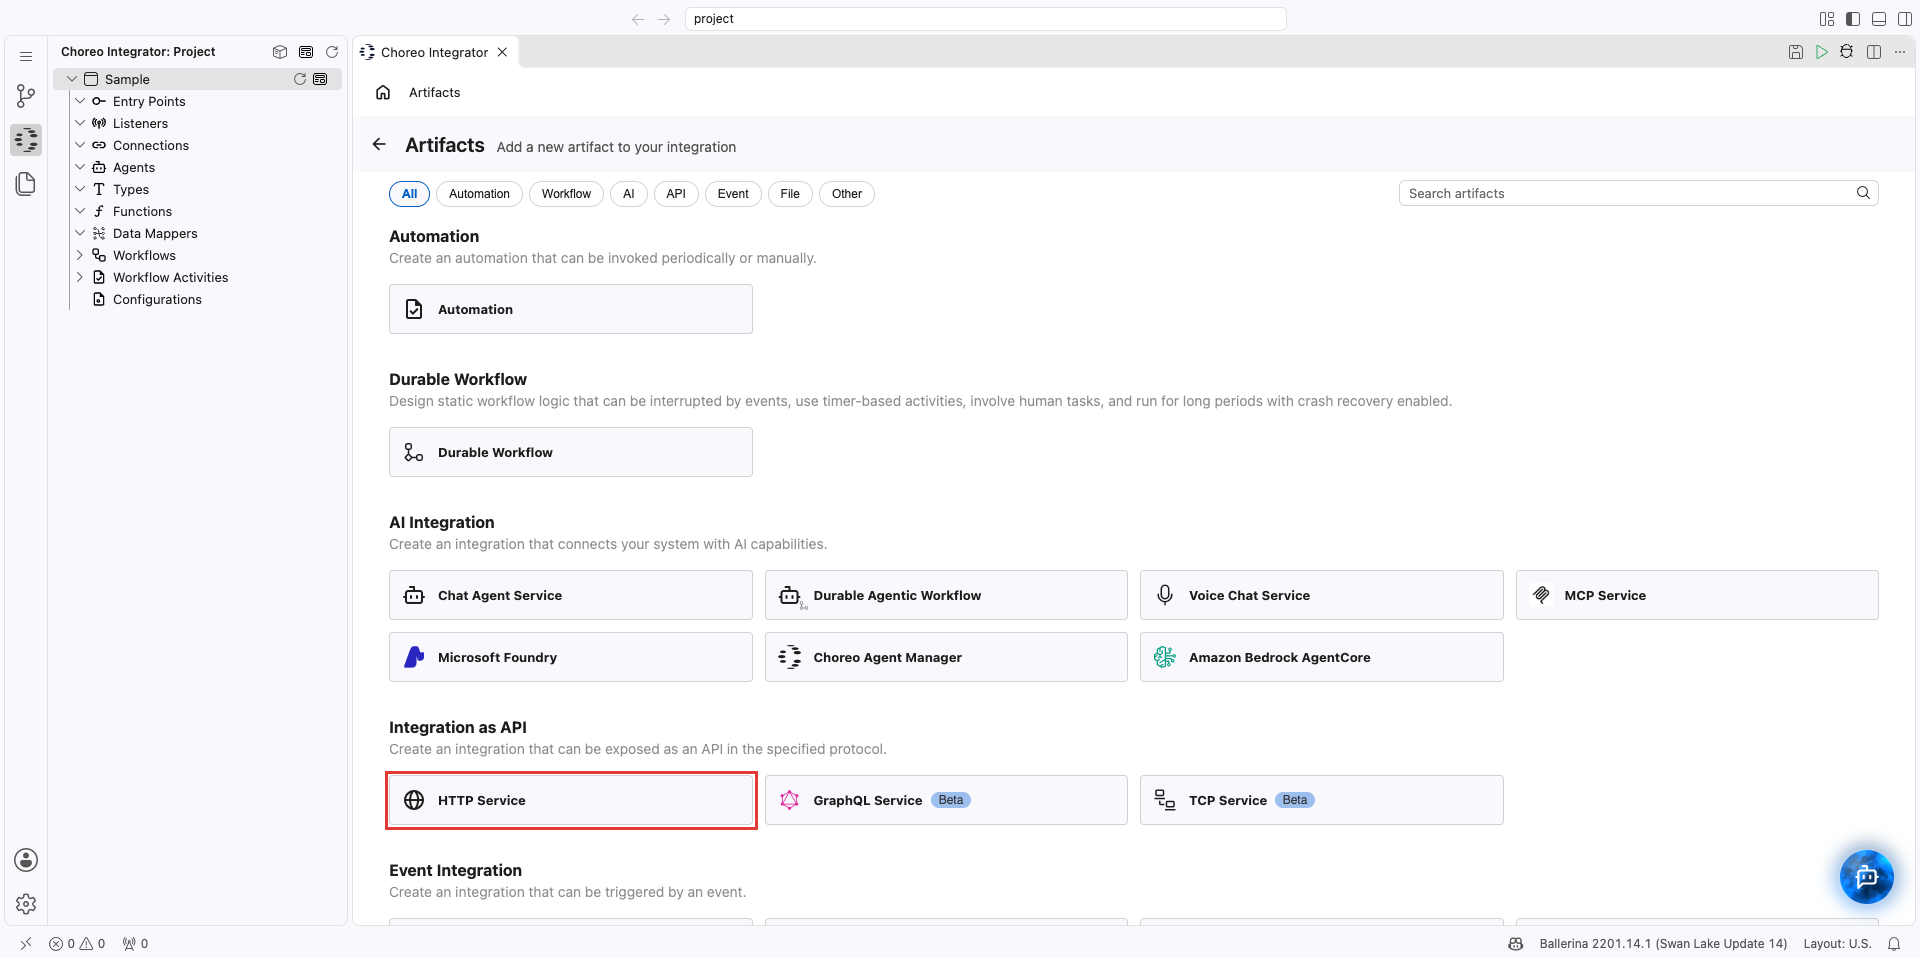 project
Choreo Integrator: Project
Sample
Entry Points
Listeners
Connections
Agents
Types
Functions
Data Mappers
Workflows
Workflow Activities
Configurations
Choreo Integrator
Artifacts
Artifacts Add a new artifact to your integration
All Automation Workflow AI API Event File Other Search artifacts
Automation
Create an automation that can be invoked periodically or manually.
Automation
Durable Workflow
Design static workflow logic that can be interrupted by events, use timer-based activities, involve human tasks, and run for long periods with crash recovery enabled.
Durable Workflow
AI Integration
Create an integration that connects your system with AI capabilities.
Chat Agent Service Durable Agentic Workflow Voice Chat Service MCP Service
Microsoft Foundry Choreo Agent Manager Amazon Bedrock AgentCore
Integration as API
Create an integration that can be exposed as an API in the specified protocol.
HTTP Service GraphQL Service Beta TCP Service Beta
Event Integration
Create an integration that can be triggered by an event.
0 0 0 Ballerina 2201.14.1 (Swan Lake Update 14) Layout: U.S.